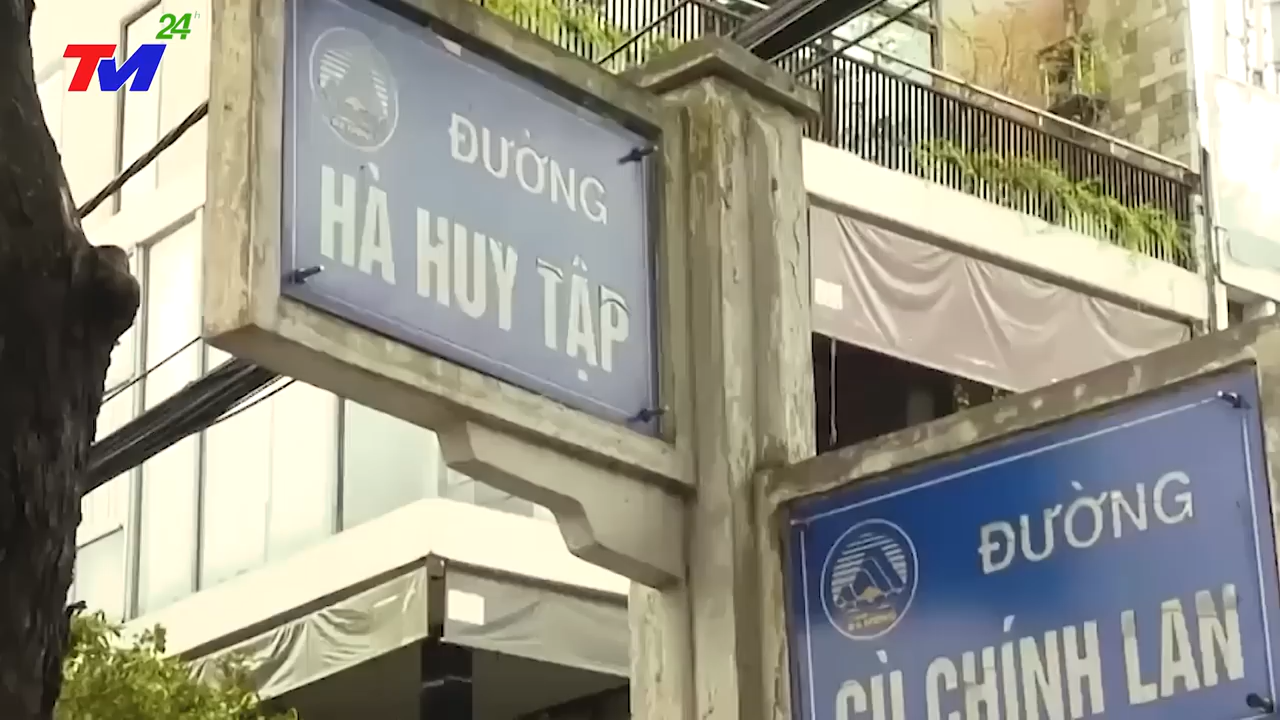 TM 24h
ĐƯỜNG
HÀ HUY TẬP
ĐƯỜNG
CÙ CHÍNH LAN